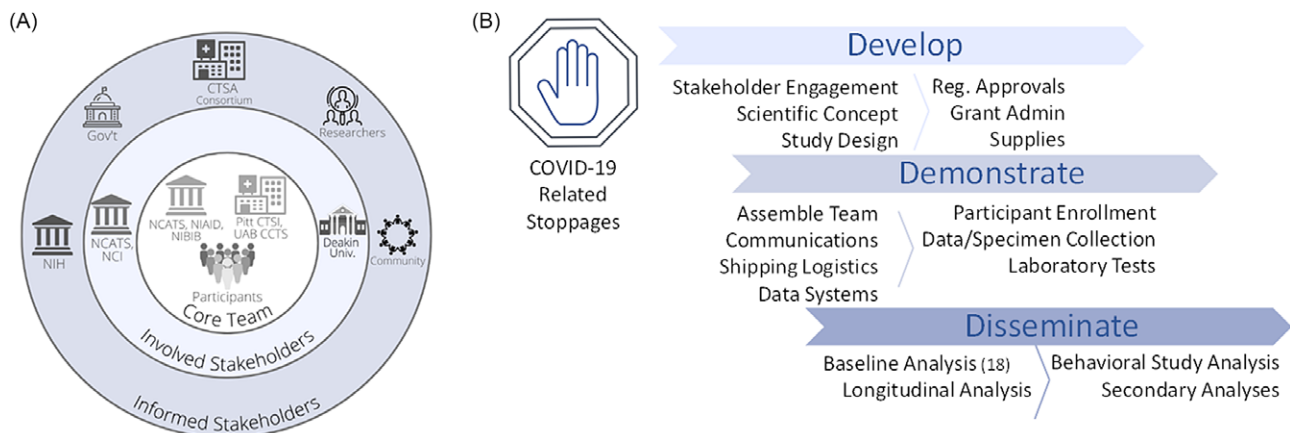 (A)
CTSA
Consortium
Gov't
Researchers
NIH
NCATS,
NCI
NCATS, NIAID,
NIBIB
Pitt CTSI,
UAB CCTS
Deakin
Univ.
Community
Participants
Core Team
Involved Stakeholders
Informed Stakeholders
(B)
COVID-19
Related
Stoppages
Develop
Stakeholder Engagement
Scientific Concept
Study Design
Reg. Approvals
Grant Admin
Supplies
Demonstrate
Assemble Team
Communications
Shipping Logistics
Data Systems
Participant Enrollment
Data/Specimen Collection
Laboratory Tests
Disseminate
Baseline Analysis (18)
Longitudinal Analysis
Behavioral Study Analysis
Secondary Analyses